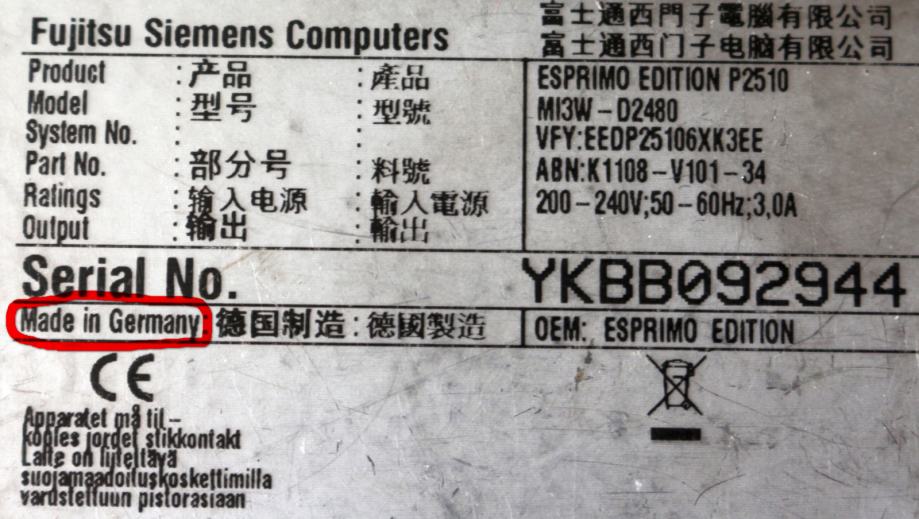 富士通西門子電腦有限公司
Fujitsu Siemens Computers 富士通西门子电脑有限公司
Product : 产品 : 產品 ESPRIMO EDITION P2510
Model : 型号 : 型號 MI3W-D2480
System No. : : VFY:EEDP25106XK3EE
Part No. : 部分号 : 料號 ABN:K1108-V101-34
Ratings : 输入电源 : 輸入電源 200-240V;50-60Hz;3,0A
Output : 输出 : 輸出
Serial No. YKBB092944
Made in Germany: 德国制造: 德國製造 OEM: ESPRIMO EDITION
CE
Apparatet må til-
koples jordet stikkontakt
Laite on liitettävä
suojamaadoituskoskettimilla
varustettuun pistorasiaan